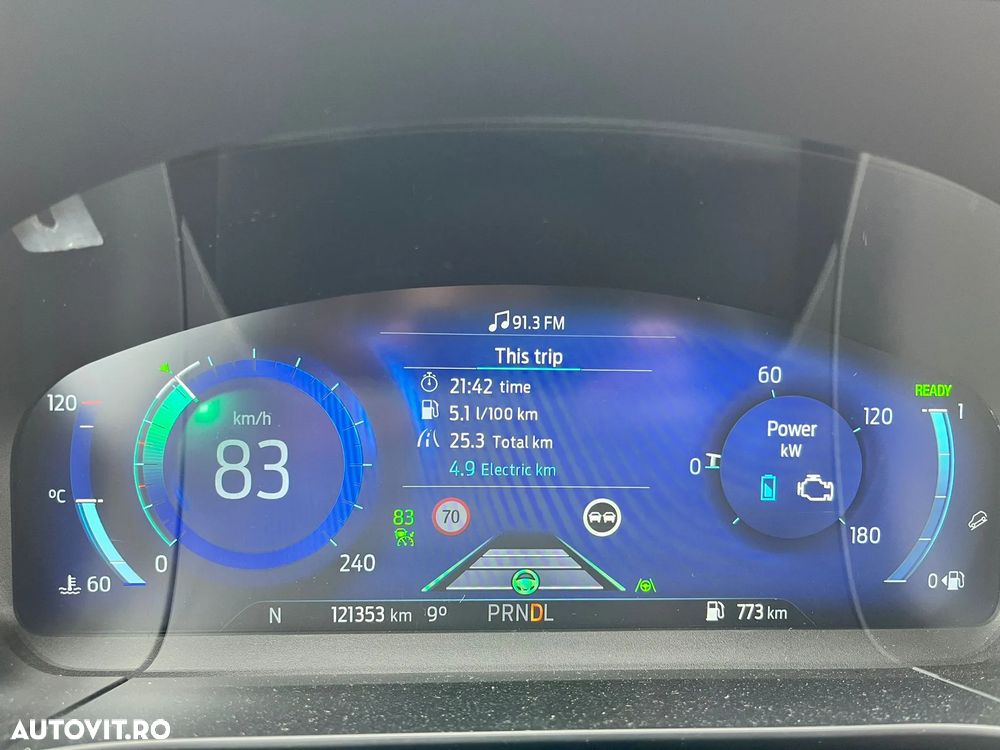 91.3 FM
This trip
21:42 time
5.1 l/100 km
25.3 Total km
4.9 Electric km
120
°C
60
km/h
83
0
240
83
70
60
0
120
180
Power
kW
READY
1
0
N
121353 km
9°
PRNDL
773 km
AUTOVIT.RO